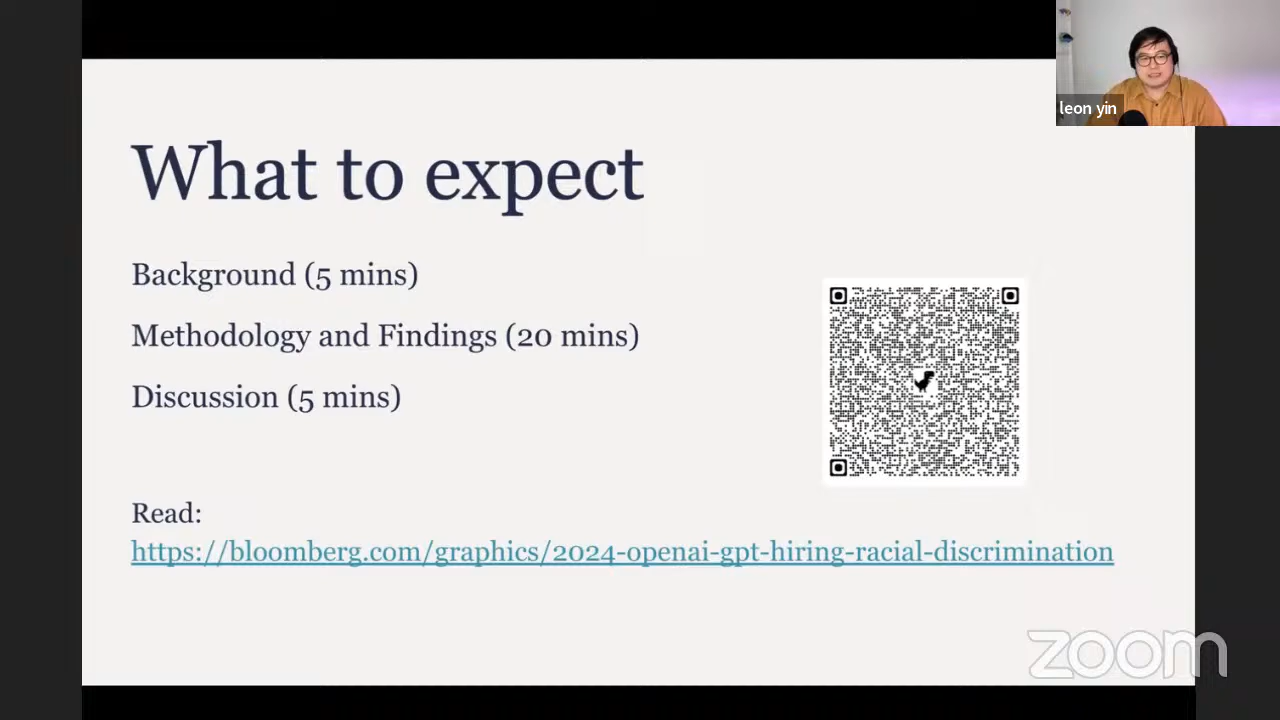 leon yin
What to expect
Background (5 mins)
Methodology and Findings (20 mins)
Discussion (5 mins)
Read:
https://bloomberg.com/graphics/2024-openai-gpt-hiring-racial-discrimination
zoom